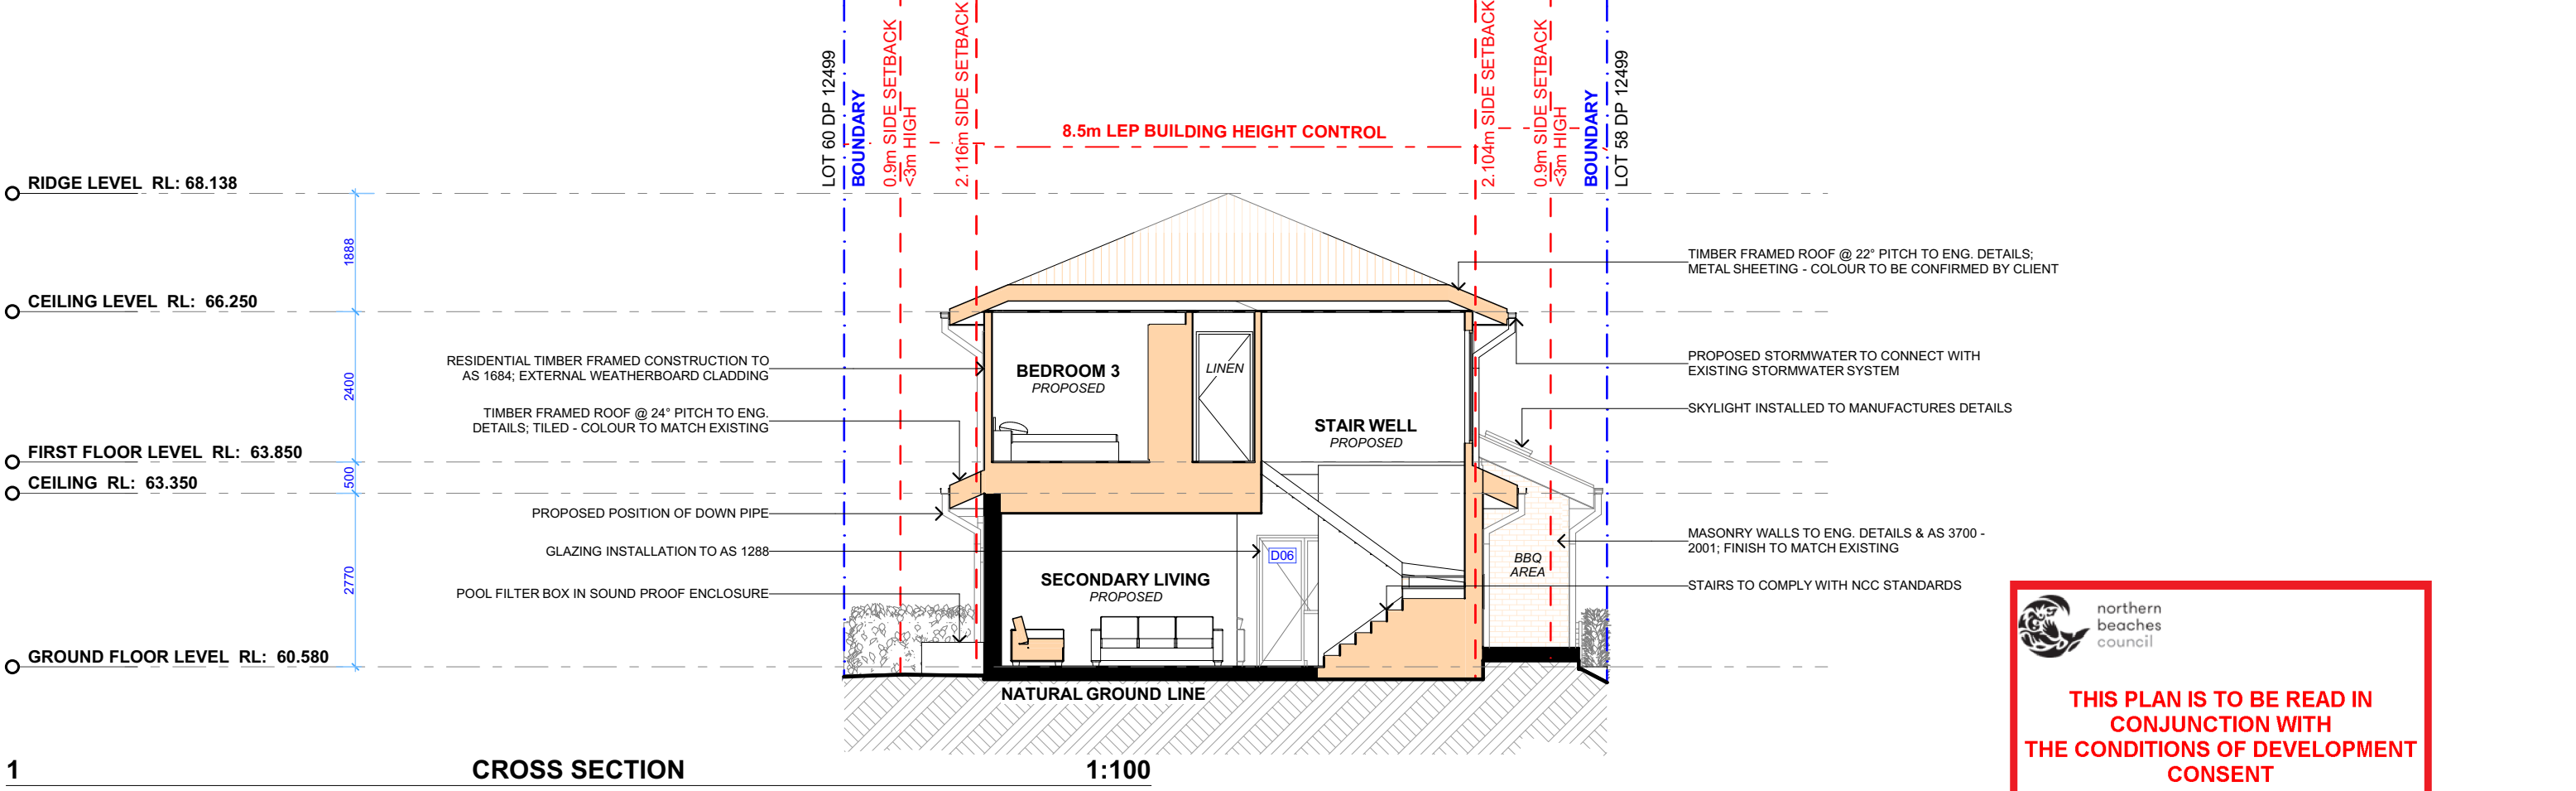 LOT 60 DP 12499
BOUNDARY
0.9m SIDE SETBACK
<3m HIGH
2.116m SIDE SETBACK
8.5m LEP BUILDING HEIGHT CONTROL
2.104m SIDE SETBACK
0.9m SIDE SETBACK
<3m HIGH
BOUNDARY
LOT 58 DP 12499
RIDGE LEVEL RL: 68.138
1888
CEILING LEVEL RL: 66.250
2400
FIRST FLOOR LEVEL RL: 63.850
500
CEILING RL: 63.350
2770
GROUND FLOOR LEVEL RL: 60.580
RESIDENTIAL TIMBER FRAMED CONSTRUCTION TO
AS 1684; EXTERNAL WEATHERBOARD CLADDING
TIMBER FRAMED ROOF @ 24° PITCH TO ENG.
DETAILS; TILED - COLOUR TO MATCH EXISTING
PROPOSED POSITION OF DOWN PIPE
GLAZING INSTALLATION TO AS 1288
POOL FILTER BOX IN SOUND PROOF ENCLOSURE
BEDROOM 3
PROPOSED
LINEN
STAIR WELL
PROPOSED
D06
SECONDARY LIVING
PROPOSED
BBQ
AREA
NATURAL GROUND LINE
TIMBER FRAMED ROOF @ 22° PITCH TO ENG. DETAILS;
METAL SHEETING - COLOUR TO BE CONFIRMED BY CLIENT
PROPOSED STORMWATER TO CONNECT WITH
EXISTING STORMWATER SYSTEM
SKYLIGHT INSTALLED TO MANUFACTURES DETAILS
MASONRY WALLS TO ENG. DETAILS & AS 3700 -
2001; FINISH TO MATCH EXISTING
STAIRS TO COMPLY WITH NCC STANDARDS
northern
beaches
council
THIS PLAN IS TO BE READ IN
CONJUNCTION WITH
THE CONDITIONS OF DEVELOPMENT
CONSENT
1 CROSS SECTION 1:100